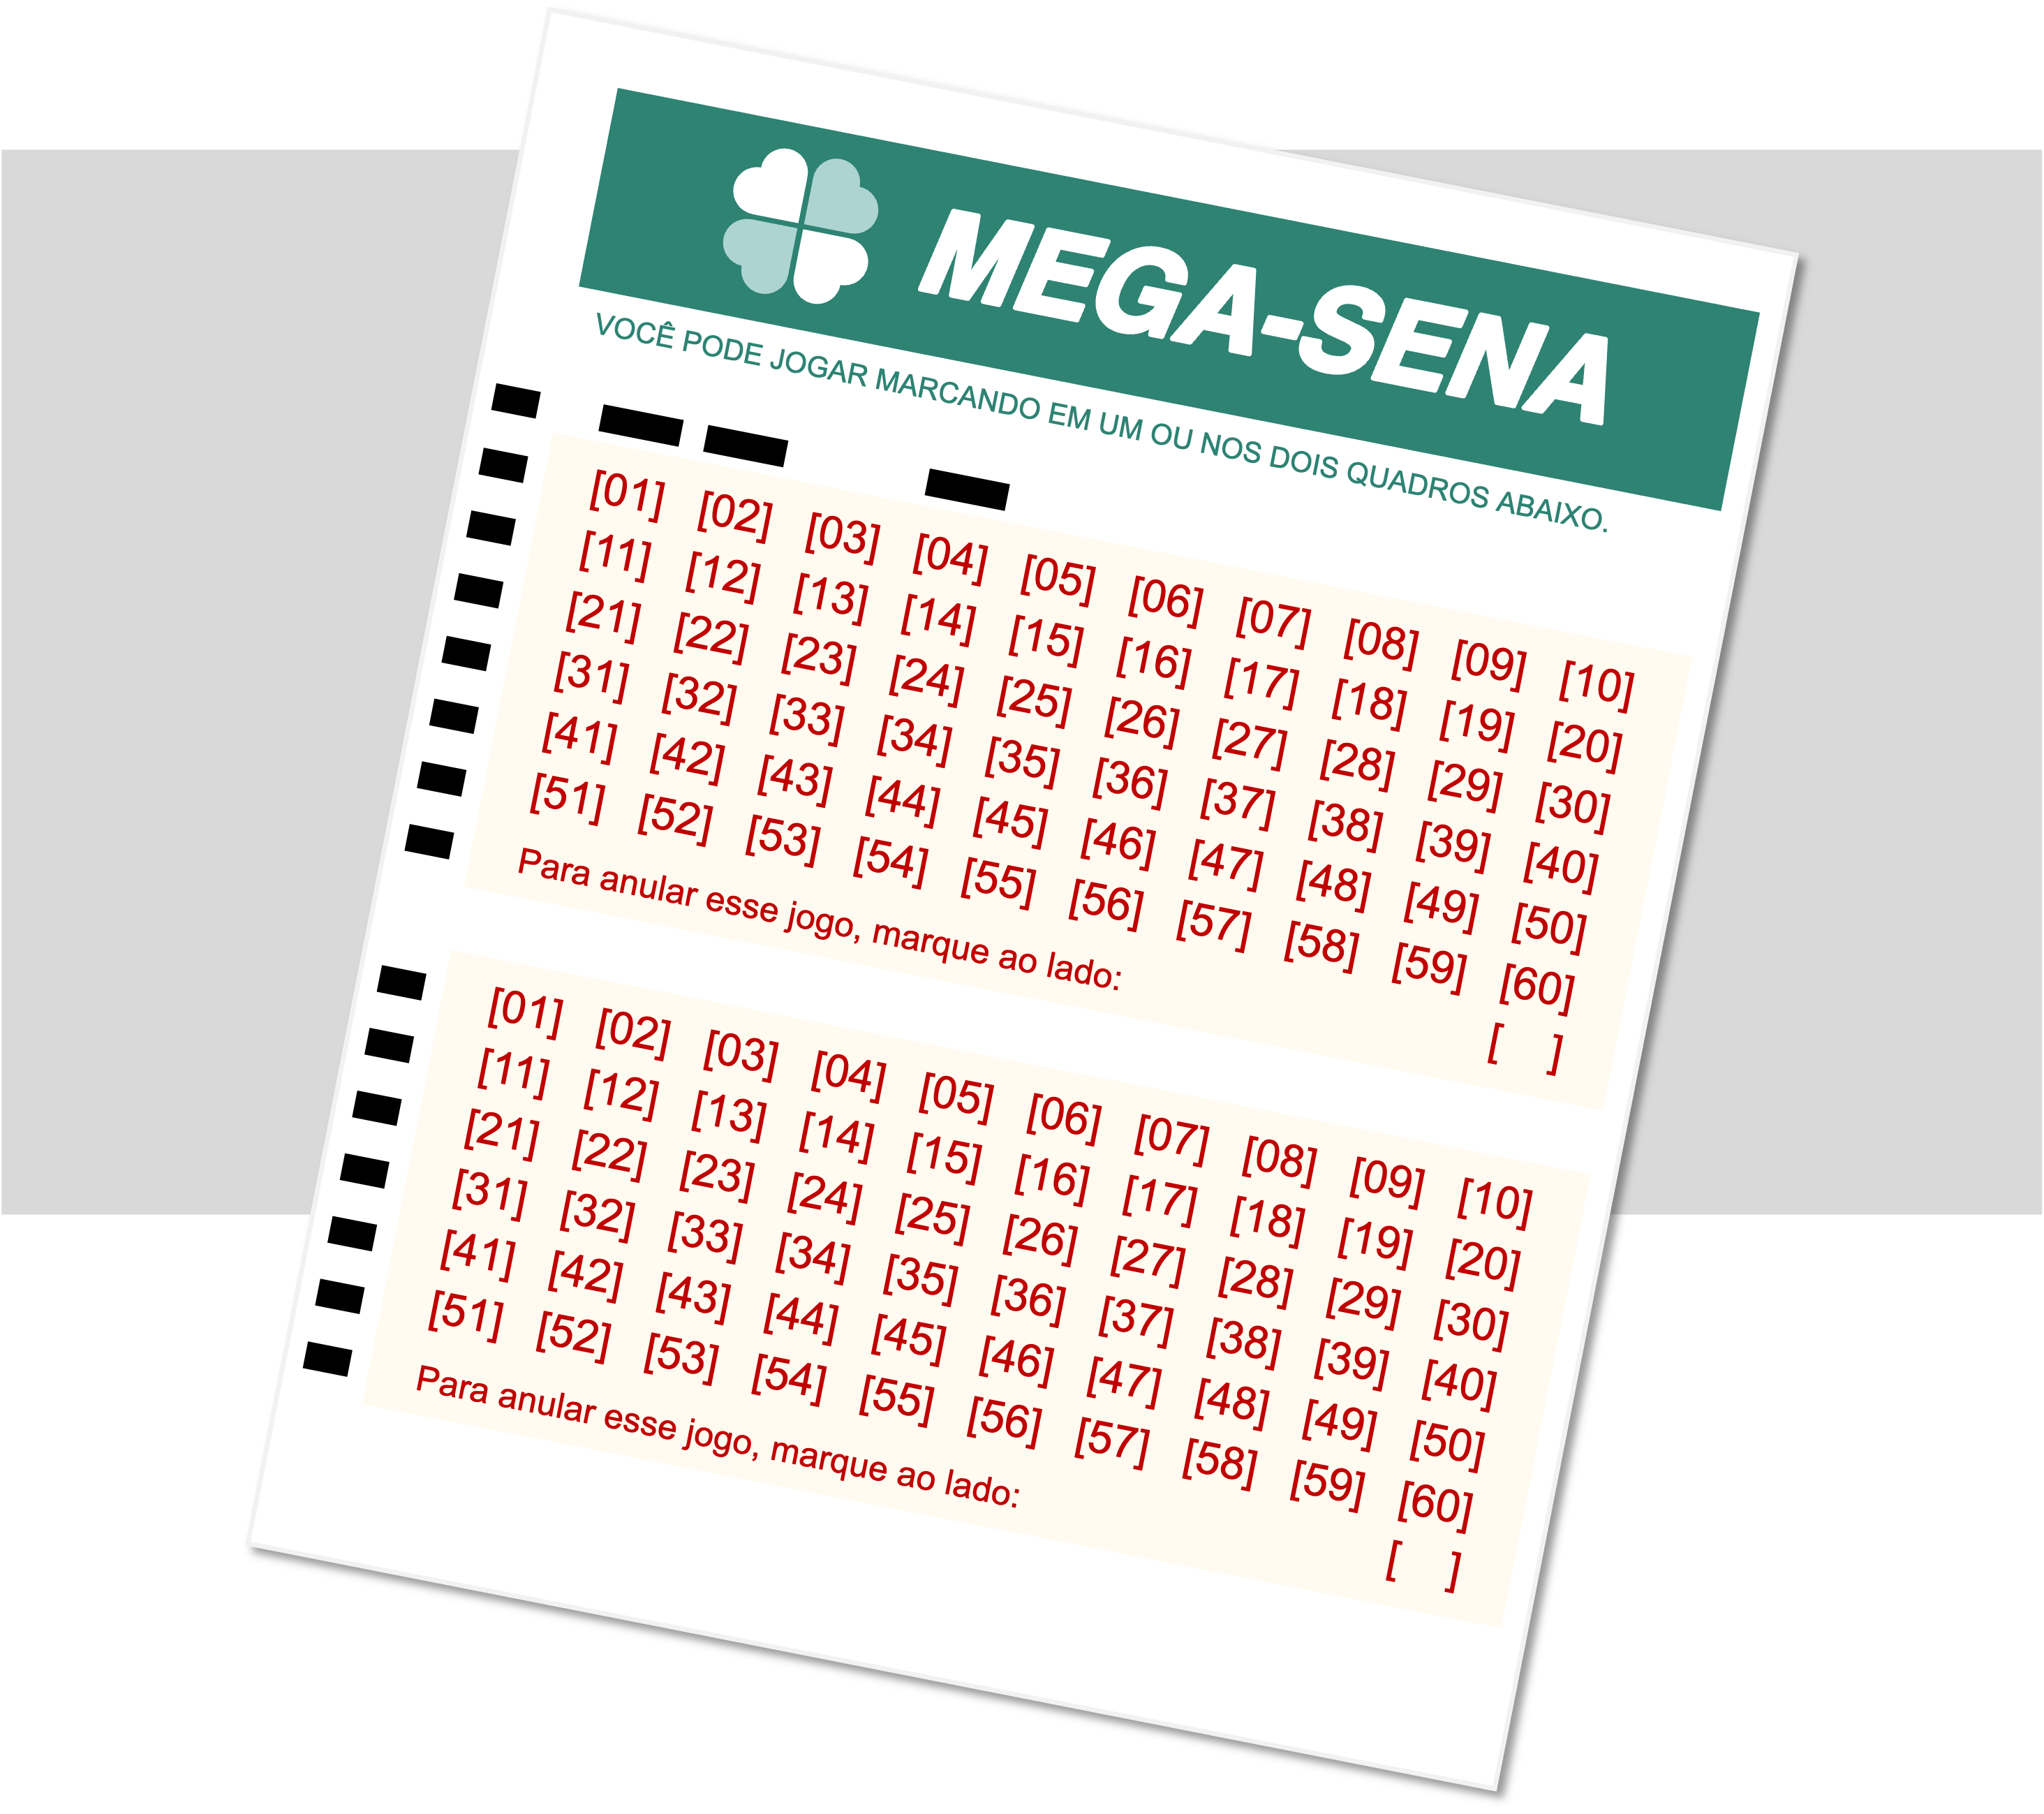 MEGA-SENA
VOCÊ PODE JOGAR MARCANDO EM UM OU NOS DOIS QUADROS ABAIXO.
[01] [02] [03] [04] [05] [06] [07] [08] [09] [10]
[11] [12] [13] [14] [15] [16] [17] [18] [19] [20]
[21] [22] [23] [24] [25] [26] [27] [28] [29] [30]
[31] [32] [33] [34] [35] [36] [37] [38] [39] [40]
[41] [42] [43] [44] [45] [46] [47] [48] [49] [50]
[51] [52] [53] [54] [55] [56] [57] [58] [59] [60]
Para anular esse jogo, marque ao lado: [ ]
[01] [02] [03] [04] [05] [06] [07] [08] [09] [10]
[11] [12] [13] [14] [15] [16] [17] [18] [19] [20]
[21] [22] [23] [24] [25] [26] [27] [28] [29] [30]
[31] [32] [33] [34] [35] [36] [37] [38] [39] [40]
[41] [42] [43] [44] [45] [46] [47] [48] [49] [50]
[51] [52] [53] [54] [55] [56] [57] [58] [59] [60]
Para anular esse jogo, marque ao lado: [ ]